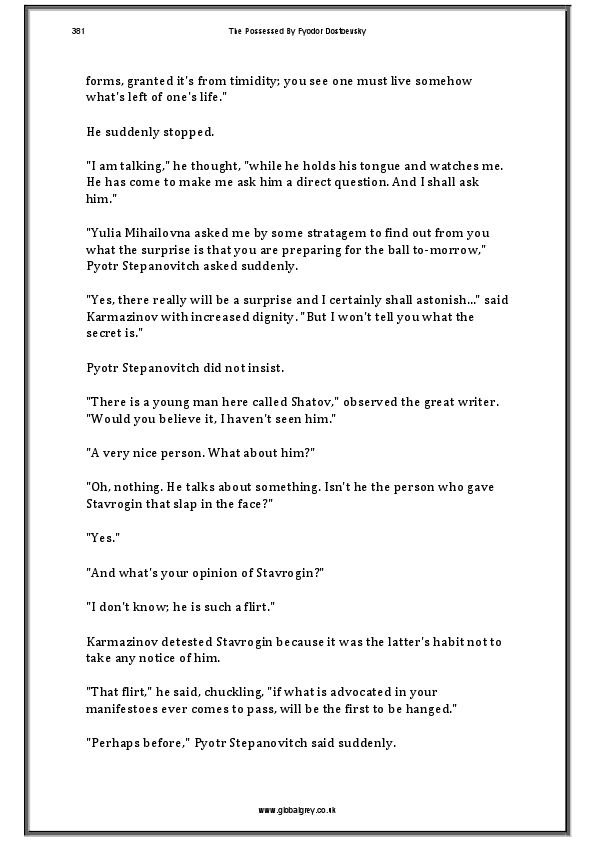 381
The Possessed By Fyodor Dostoevsky
forms, granted it's from timidity; you see one must live somehow
what's left of one's life."
He suddenly stopped.
"I am talking," he thought, "while he holds his tongue and watches me.
He has come to make me ask him a direct question. And I shall ask
him."
"Yulia Mihailovna asked me by some stratagem to find out from you
what the surprise is that you are preparing for the ball to-morrow,"
Pyotr Stepanovitch asked suddenly.
"Yes, there really will be a surprise and I certainly shall astonish..." said
Karmazinov with increased dignity. "But I won't tell you what the
secret is."
Pyotr Stepanovitch did not insist.
"There is a young man here called Shatov," observed the great writer.
"Would you believe it, I haven't seen him."
"A very nice person. What about him?"
"Oh, nothing. He talks about something. Isn't he the person who gave
Stavrogin that slap in the face?"
"Yes."
"And what's your opinion of Stavrogin?"
"I don't know; he is such a flirt."
Karmazinov detested Stavrogin because it was the latter's habit not to
take any notice of him.
"That flirt," he said, chuckling, "if what is advocated in your
manifestoes ever comes to pass, will be the first to be hanged."
"Perhaps before," Pyotr Stepanovitch said suddenly.
www.globalgrey.co.uk